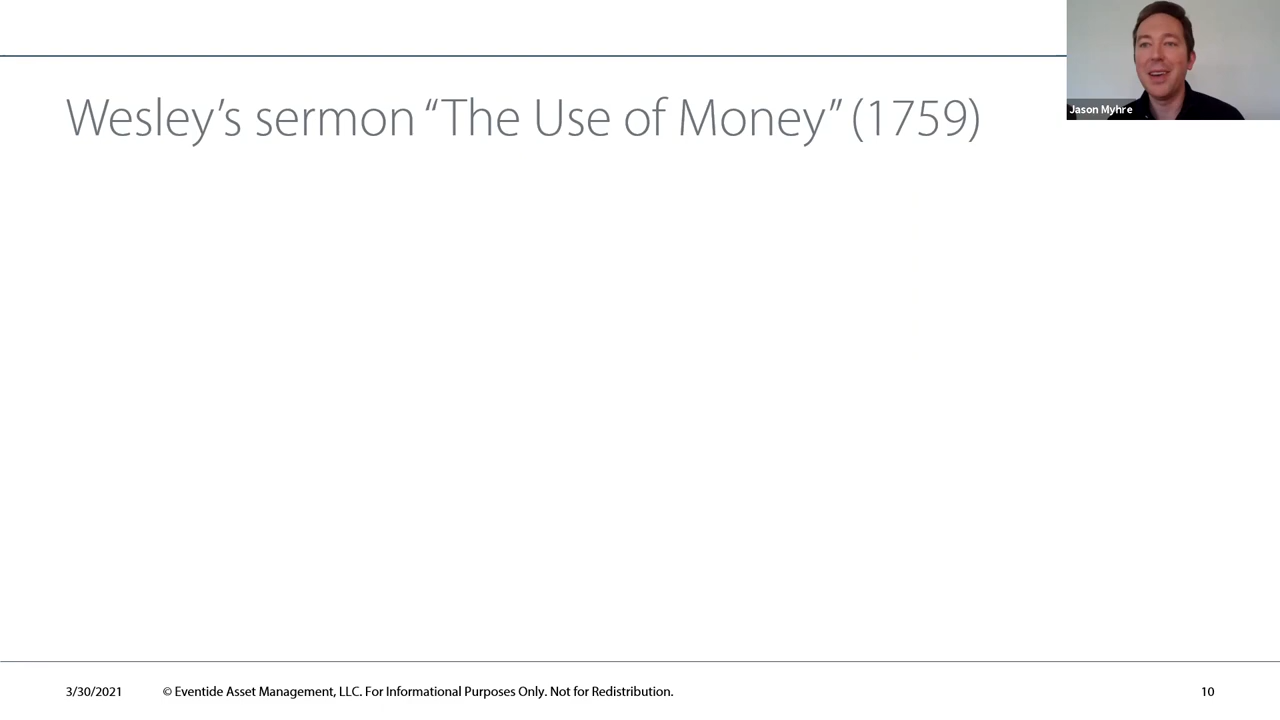 Jason Myhre
Wesley’s sermon “The Use of Money” (1759)
3/30/2021
© Eventide Asset Management, LLC. For Informational Purposes Only. Not for Redistribution.
10